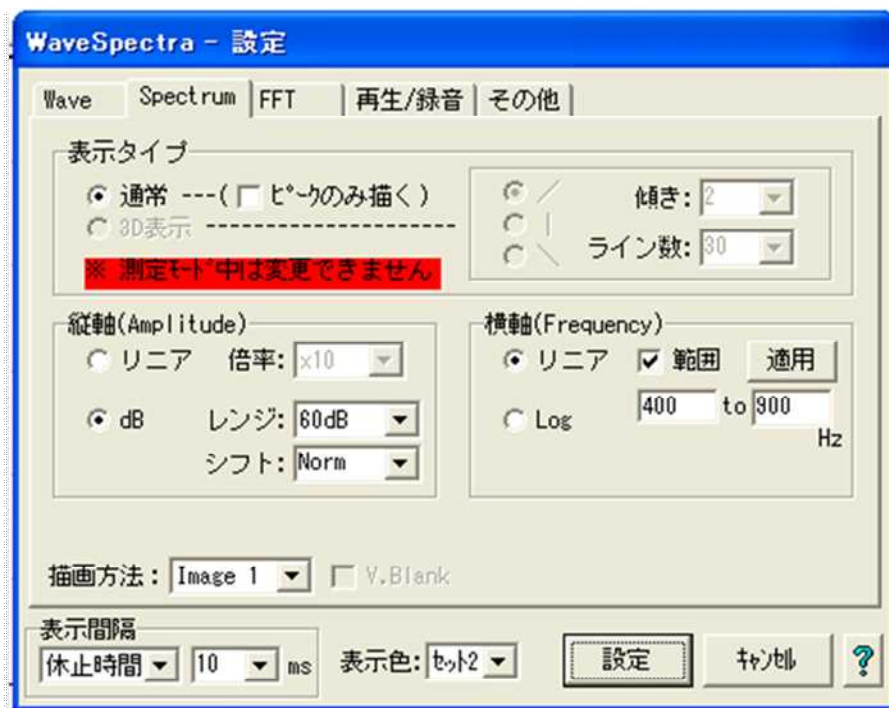 WaveSpectra - 設定
Wave Spectrum FFT 再生/録音 その他
表示タイプ
通常 ---( ピークのみ描く )
3D表示 ---------------------
※ 測定モード中は変更できません
／
｜
＼
傾き: 2
ライン数: 30
縦軸(Amplitude)
リニア 倍率: x10
dB レンジ: 60dB
シフト: Norm
横軸(Frequency)
リニア 範囲 適用
Log 400 to 900
Hz
描画方法: Image 1 V.Blank
表示間隔
休止時間 10 ms 表示色: セット2 設定 キャンセル ?